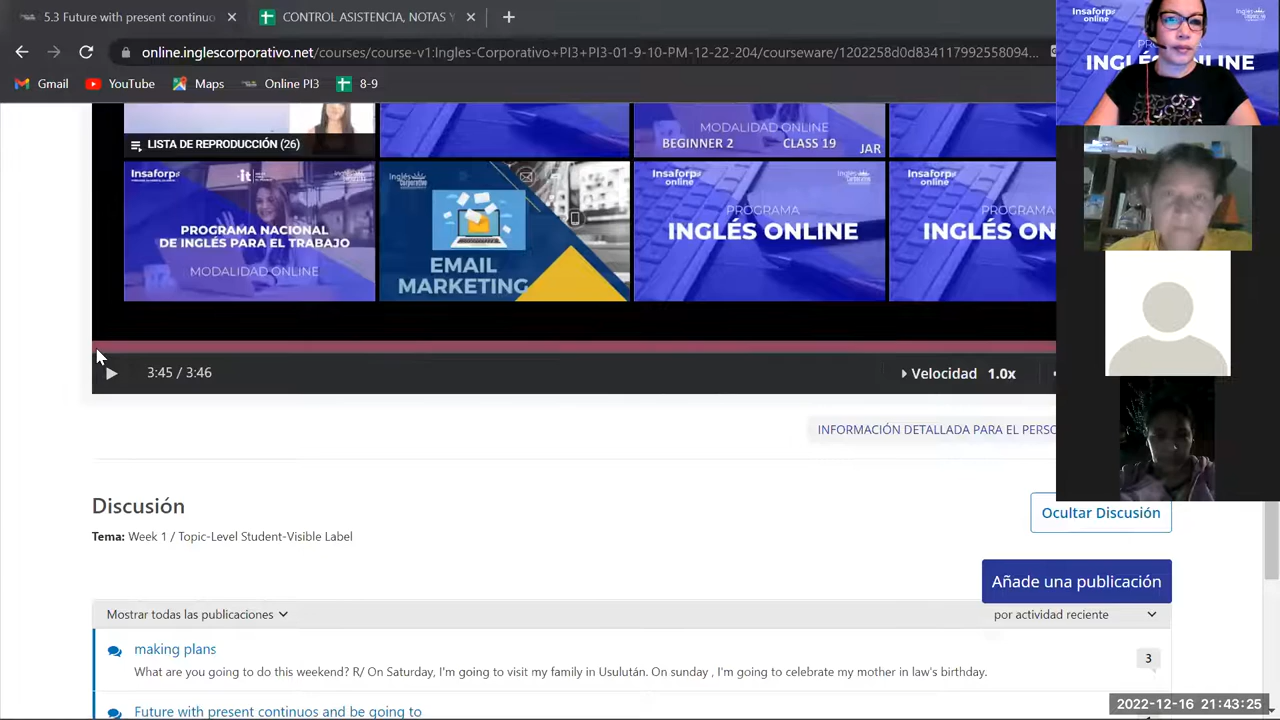 5.3 Future with present continuo
CONTROL ASISTEN
OTAS Y
online.inglescorporativo.net/courses/course-v1:Ingles-Corporativo+PI3+PI3-01-9-10-PM-12-22-204/courseware/120225d0d834117992558094...
Gmail
YouTube
Maps
Online PI3
8-9
LISTA DE REPRODUCCIÓN (26)
MODALIDAD ONLINE
BEGINNER 2
CLASS 19
JAR
Insaforp
it
PROGRAMA NACIONAL
DE INGLÉS PARA EL TRABAJO
MODALIDAD ONLINE
EMAIL
MARKETING
Insaforp
online
PROGRAMA
INGLÉS ONLINE
Insaforp
online
PROGRAMA
INGLÉS ON
3:45 / 3:46
Velocidad 1.0x
INFORMACIÓN DETALLADA PARA EL PERSO
Discusión
Tema: Week 1 / Topic-Level Student-Visible Label
Ocultar Discusión
Añade una publicación
Mostrar todas las publicaciones
por actividad reciente
making plans
What are you going to do this weekend? R/ On Saturday, I'm going to visit my family in Usulután. On sunday , I'm going to celebrate my mother in law's birthday.
3
Future with present continuos and be going to
Insaforp
online
INGLÉS ONLINE
2022-12-16 21:43:25